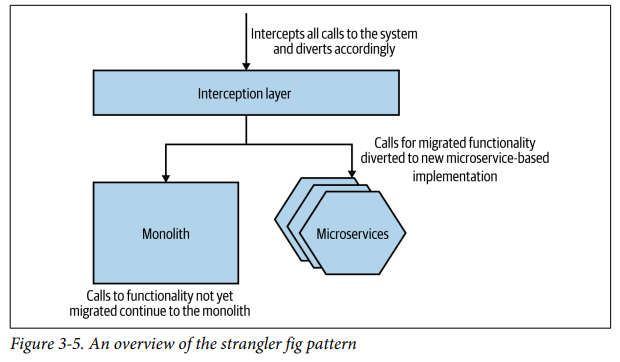 Intercepts all calls to the system
and diverts accordingly
Interception layer
Calls for migrated functionality
diverted to new microservice-based
implementation
Monolith
Microservices
Calls to functionality not yet
migrated continue to the monolith
Figure 3-5. An overview of the strangler fig pattern